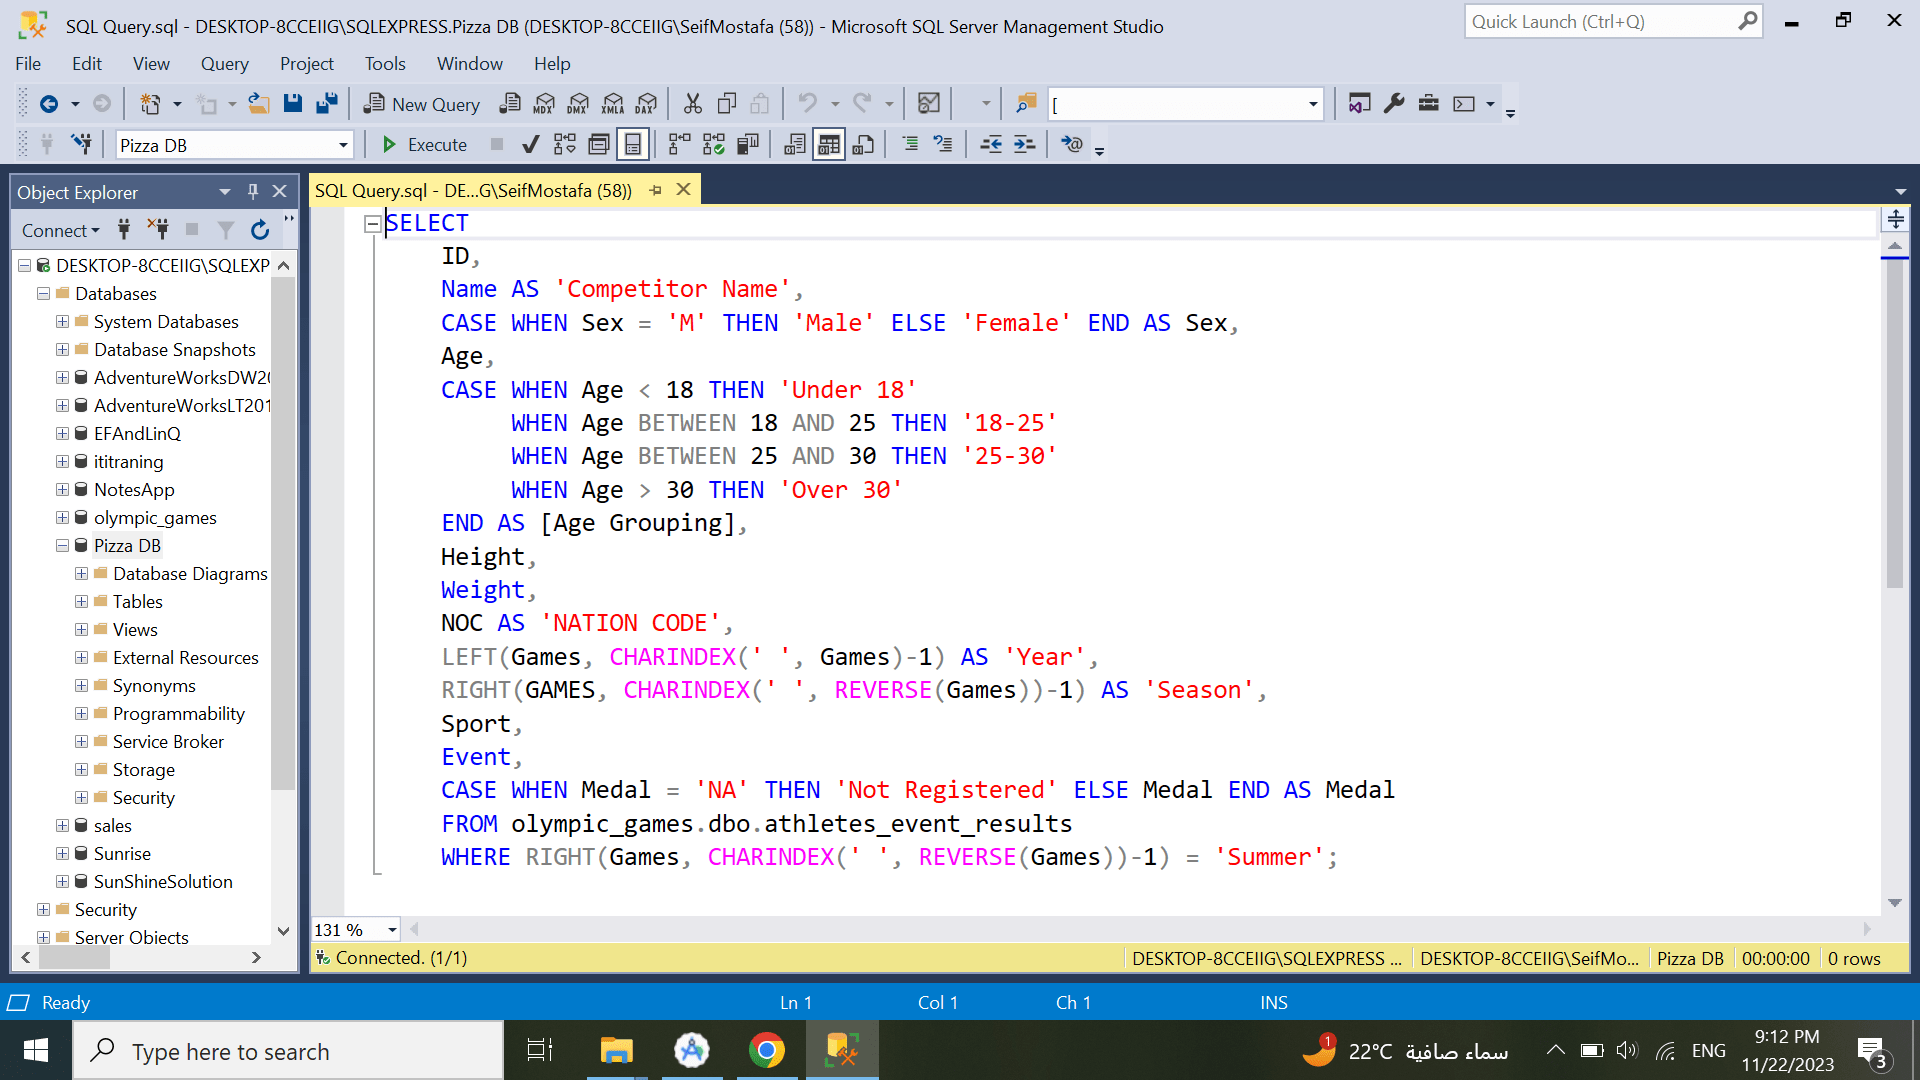 SQL Query.sql - DESKTOP-8CCEIIG\SQLEXPRESS.Pizza DB (DESKTOP-8CCEIIG\SeifMostafa (58)) - Microsoft SQL Server Management Studio
Quick Launch (Ctrl+Q)
File Edit View Query Project Tools Window Help
New Query MDX DMX XMLA DAX [
Pizza DB Execute
Object Explorer
SQL Query.sql - DE...G\SeifMostafa (58))
Connect
DESKTOP-8CCEIIG\SQLEXP
Databases
System Databases
Database Snapshots
AdventureWorksDW20
AdventureWorksLT201
EFAndLinQ
ititraning
NotesApp
olympic_games
Pizza DB
Database Diagrams
Tables
Views
External Resources
Synonyms
Programmability
Service Broker
Storage
Security
sales
Sunrise
SunShineSolution
Security
Server Objects
SELECT
ID,
Name AS 'Competitor Name',
CASE WHEN Sex = 'M' THEN 'Male' ELSE 'Female' END AS Sex,
Age,
CASE WHEN Age < 18 THEN 'Under 18'
WHEN Age BETWEEN 18 AND 25 THEN '18-25'
WHEN Age BETWEEN 25 AND 30 THEN '25-30'
WHEN Age > 30 THEN 'Over 30'
END AS [Age Grouping],
Height,
Weight,
NOC AS 'NATION CODE',
LEFT(Games, CHARINDEX(' ', Games)-1) AS 'Year',
RIGHT(GAMES, CHARINDEX(' ', REVERSE(Games))-1) AS 'Season',
Sport,
Event,
CASE WHEN Medal = 'NA' THEN 'Not Registered' ELSE Medal END AS Medal
FROM olympic_games.dbo.athletes_event_results
WHERE RIGHT(Games, CHARINDEX(' ', REVERSE(Games))-1) = 'Summer';
131 %
Connected. (1/1)
DESKTOP-8CCEIIG\SQLEXPRESS ... DESKTOP-8CCEIIG\SeifMo... Pizza DB 00:00:00 0 rows
Ready Ln 1 Col 1 Ch 1 INS
Type here to search
1 22°C سماء صافية ENG
9:12 PM
11/22/2023
3